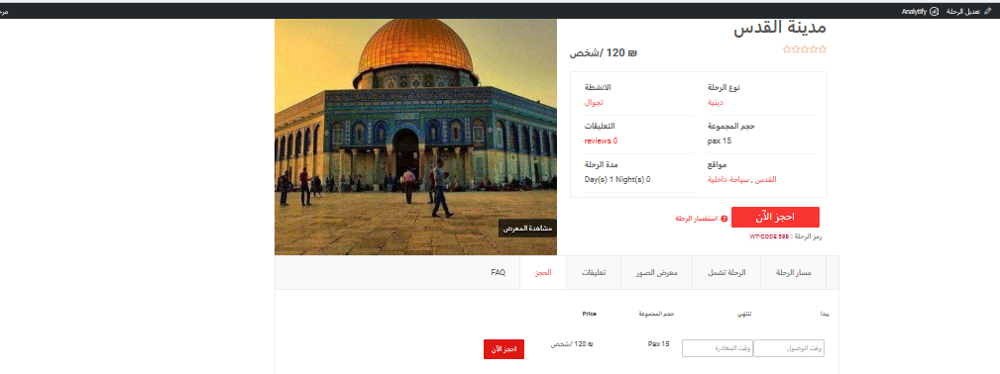 تعديل الرحلة Analytify
مدينة القدس
₪ 120 /شخص
نوع الرحلة الانشطة
دينية تجوال
حجم المجموعة التعليقات
pax 15 reviews 0
مواقع مدة الرحلة
القدس , سياحة داخلية Day(s) 1 Night(s) 0
احجز الآن استفسار الرحلة
رمز الرحلة : WT-CODE 588
مشاهدة المعرض
مسار الرحلة الرحلة تشمل معرض الصور تعليقات الحجز FAQ
يبدا تنتهي حجم المجموعة Price
وقت الوصول وقت المغادرة Pax 15 ₪ 120 /شخص احجز الآن